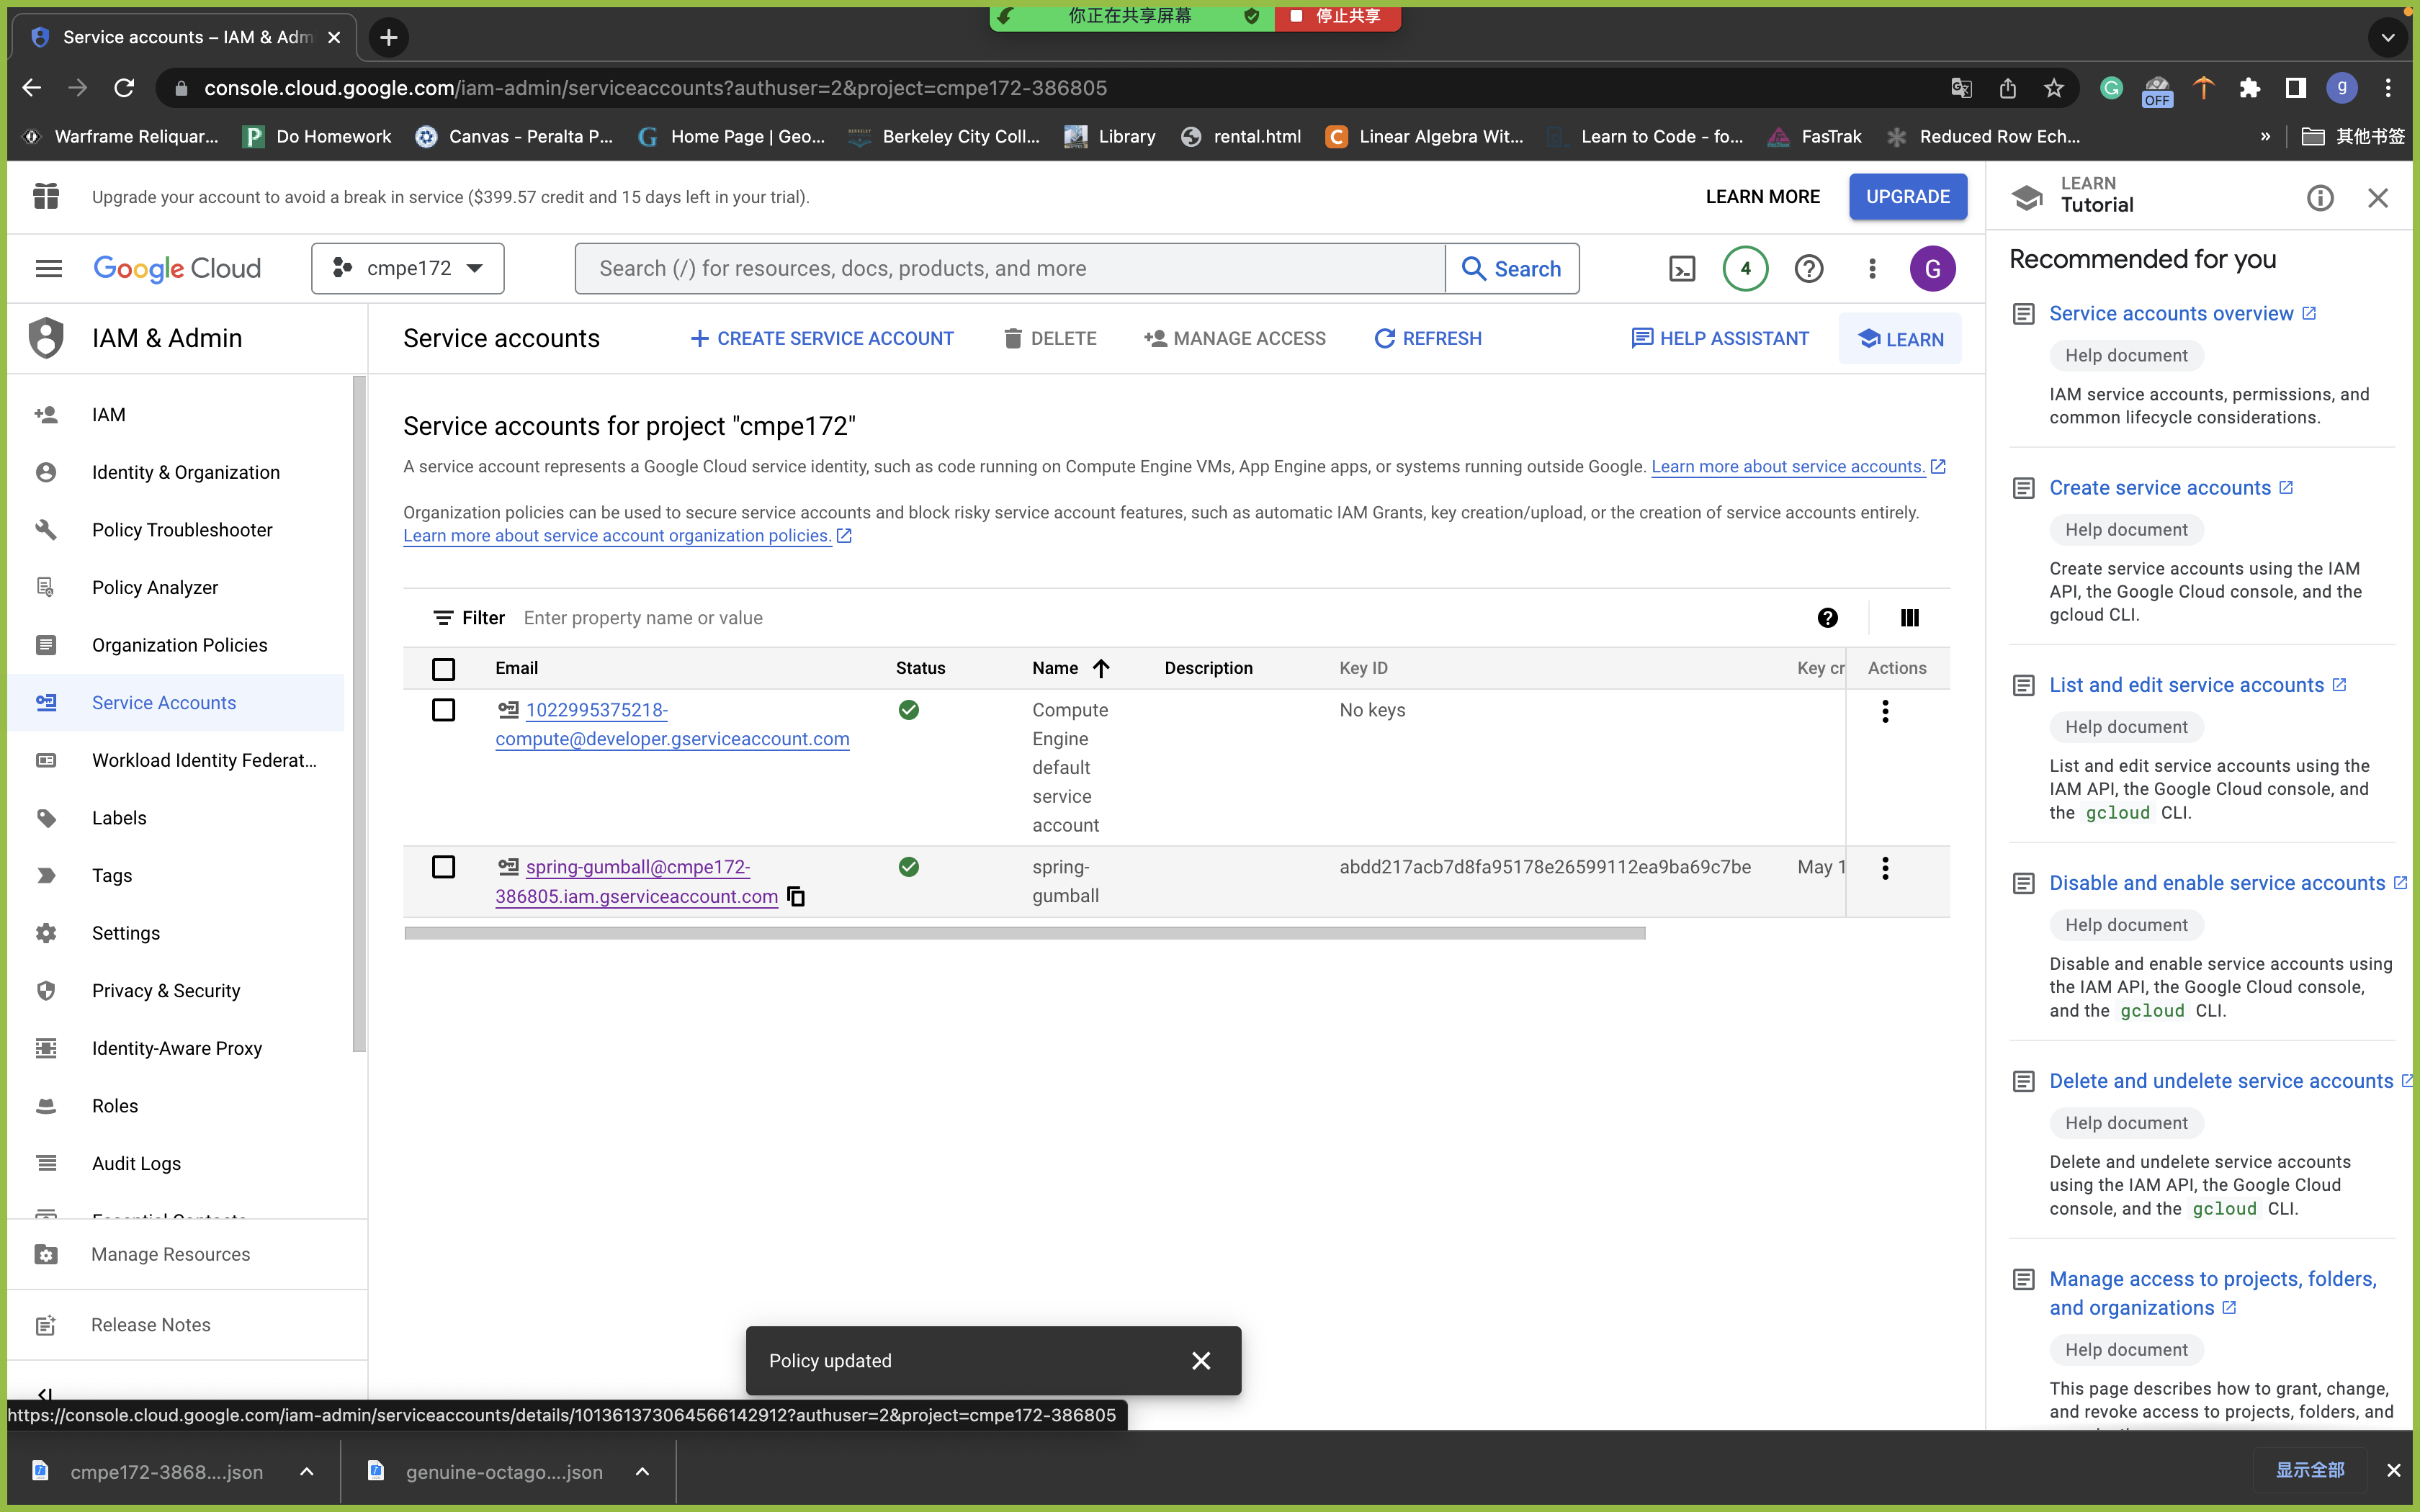 你正在共享屏幕
停止共享
Service accounts – IAM & Adm
console.cloud.google.com/iam-admin/serviceaccounts?authuser=2&project=cmpe172-386805
OFF
g
Warframe Reliquar...
Do Homework
Canvas - Peralta P...
Home Page | Geo...
Berkeley City Coll...
Library
rental.html
Linear Algebra Wit...
Learn to Code - fo...
FasTrak
Reduced Row Ech...
»
其他书签
Upgrade your account to avoid a break in service ($399.57 credit and 15 days left in your trial).
LEARN MORE
UPGRADE
Google Cloud
cmpe172
Search (/) for resources, docs, products, and more
Search
4
G
IAM & Admin
IAM
Identity & Organization
Policy Troubleshooter
Policy Analyzer
Organization Policies
Service Accounts
Workload Identity Federat...
Labels
Tags
Settings
Privacy & Security
Identity-Aware Proxy
Roles
Audit Logs
Essential Contacts
Manage Resources
Release Notes
Service accounts
CREATE SERVICE ACCOUNT
DELETE
MANAGE ACCESS
REFRESH
HELP ASSISTANT
LEARN
Service accounts for project "cmpe172"
A service account represents a Google Cloud service identity, such as code running on Compute Engine VMs, App Engine apps, or systems running outside Google. Learn more about service accounts.
Organization policies can be used to secure service accounts and block risky service account features, such as automatic IAM Grants, key creation/upload, or the creation of service accounts entirely.
Learn more about service account organization policies.
Filter
Enter property name or value
Email
Status
Name
Description
Key ID
Key cr
Actions
1022995375218-
compute@developer.gserviceaccount.com
Compute
Engine
default
service
account
No keys
spring-gumball@cmpe172-
386805.iam.gserviceaccount.com
spring-
gumball
abdd217acb7d8fa95178e26599112ea9ba69c7be
May 1
Policy updated
LEARN
Tutorial
Recommended for you
Service accounts overview
Help document
IAM service accounts, permissions, and
common lifecycle considerations.
Create service accounts
Help document
Create service accounts using the IAM
API, the Google Cloud console, and the
gcloud CLI.
List and edit service accounts
Help document
List and edit service accounts using the
IAM API, the Google Cloud console, and
the gcloud CLI.
Disable and enable service accounts
Help document
Disable and enable service accounts using
the IAM API, the Google Cloud console,
and the gcloud CLI.
Delete and undelete service accounts
Help document
Delete and undelete service accounts
using the IAM API, the Google Cloud
console, and the gcloud CLI.
Manage access to projects, folders,
and organizations
Help document
This page describes how to grant, change,
and revoke access to projects, folders, and
https://console.cloud.google.com/iam-admin/serviceaccounts/details/101361373064566142912?authuser=2&project=cmpe172-386805
cmpe172-3868....json
genuine-octago....json
显示全部